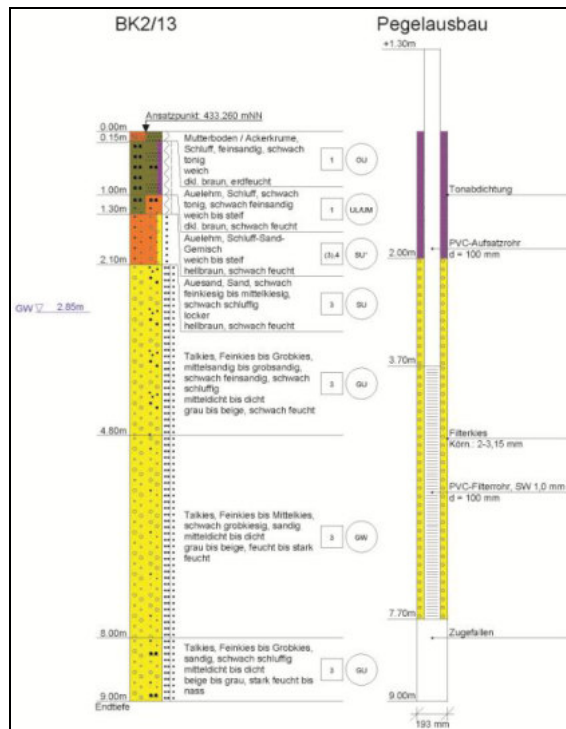 BK2/13
Pegelausbau
+1.30m
Ansatzpunkt: 433.260 mNN
0.00m
0.15m
Mutterboden / Ackerkrume,
Schluff, feinsandig, schwach
tonig
weich
dkl. braun, erdfeucht
1
OU
1.00m
Auelehm, Schluff, schwach
tonig, schwach feinsandig
weich bis steif
dkl. braun, schwach feucht
1
UL/UM
1.30m
Auelehm, Schluff-Sand-
Gemisch
weich bis steif
hellbraun, schwach feucht
(3),4
SU*
2.10m
Auesand, Sand, schwach
feinkiesig bis mittelkiesig,
schwach schluffig
locker
hellbraun, schwach feucht
3
SU
GW
2.85m
Talkies, Feinkies bis Grobkies,
mittelsandig bis grobsandig,
schwach feinsandig, schwach
schluffig
mitteldicht bis dicht
grau bis beige, schwach feucht
3
GU
4.80m
Talkies, Feinkies bis Mittelkies,
schwach grobkiesig, sandig
mitteldicht bis dicht
grau bis beige, feucht bis stark
feucht
3
GW
8.00m
Talkies, Feinkies bis Grobkies,
sandig, schwach schluffig
mitteldicht bis dicht
beige bis grau, stark feucht bis
nass
3
GU
9.00m
Endtiefe
Tonabdichtung
PVC-Aufsatzrohr
d = 100 mm
2.00m
3.70m
Filterkies
Körn.: 2-3,15 mm
PVC-Filterrohr, SW 1,0 mm
d = 100 mm
7.70m
Zugefallen
9.00m
193 mm